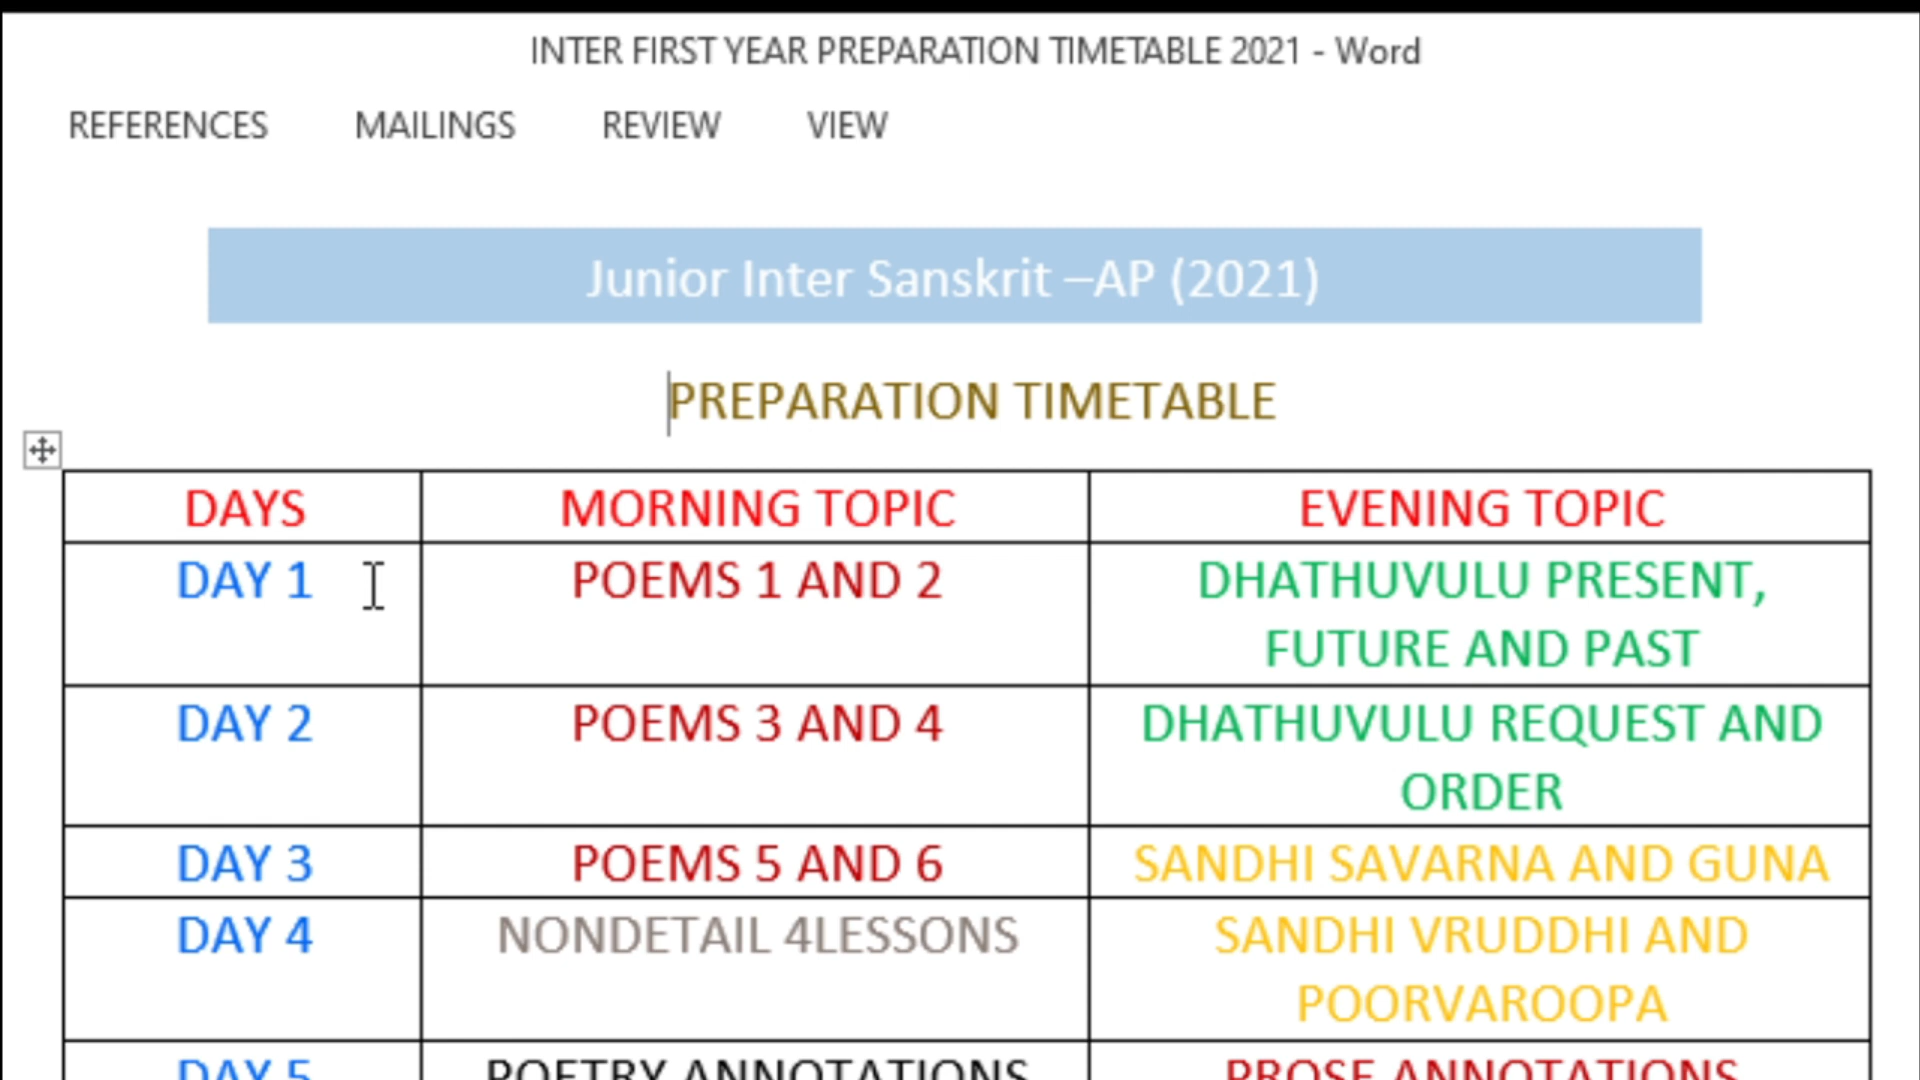 INTER FIRST YEAR PREPARATION TIMETABLE 2021 - Word
REFERENCES MAILINGS REVIEW VIEW
Junior Inter Sanskrit –AP (2021)
PREPARATION TIMETABLE
DAYS MORNING TOPIC EVENING TOPIC
DAY 1 POEMS 1 AND 2 DHATHUVULU PRESENT,
FUTURE AND PAST
DAY 2 POEMS 3 AND 4 DHATHUVULU REQUEST AND
ORDER
DAY 3 POEMS 5 AND 6 SANDHI SAVARNA AND GUNA
DAY 4 NONDETAIL 4LESSONS SANDHI VRUDDHI AND
POORVAROOPA
DAY 5 POETRY ANNOTATIONS PROSE ANNOTATIONS